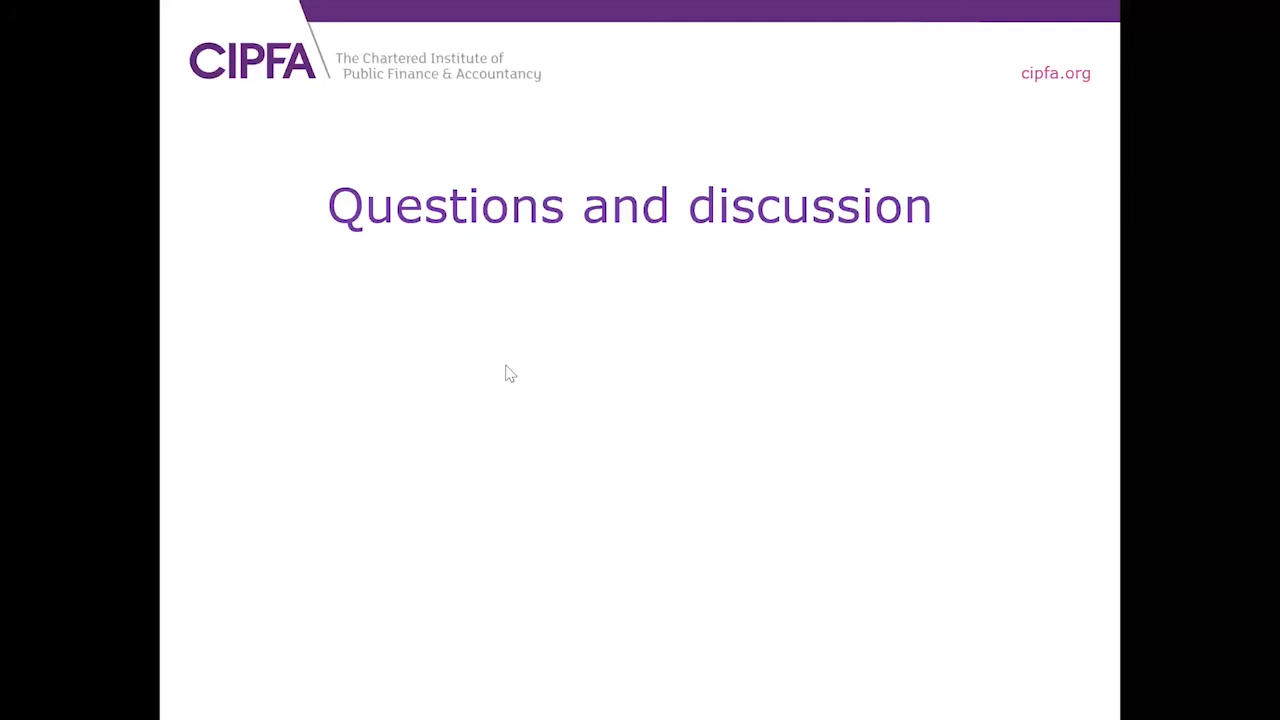 CIPFA
The Chartered Institute of
Public Finance & Accountancy
cipfa.org
Questions and discussion